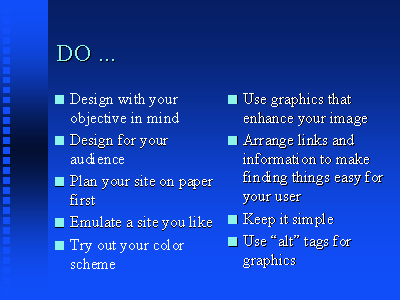 DO ...
Design with your
objective in mind
Design for your
audience
Plan your site on paper
first
Emulate a site you like
Try out your color
scheme
Use graphics that
enhance your image
Arrange links and
information to make
finding things easy for
your user
Keep it simple
Use “alt” tags for
graphics